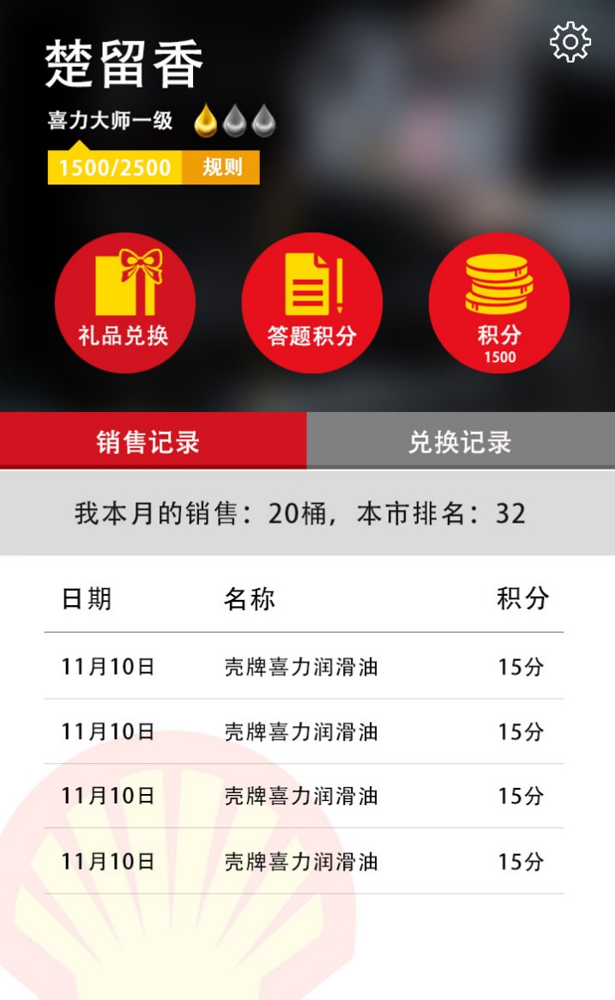 楚留香
喜力大师一级
1500/2500 规则
礼品兑换 答题积分 积分
1500
销售记录 兑换记录
我本月的销售：20桶，本市排名：32
日期 名称 积分
11月10日 壳牌喜力润滑油 15分
11月10日 壳牌喜力润滑油 15分
11月10日 壳牌喜力润滑油 15分
11月10日 壳牌喜力润滑油 15分